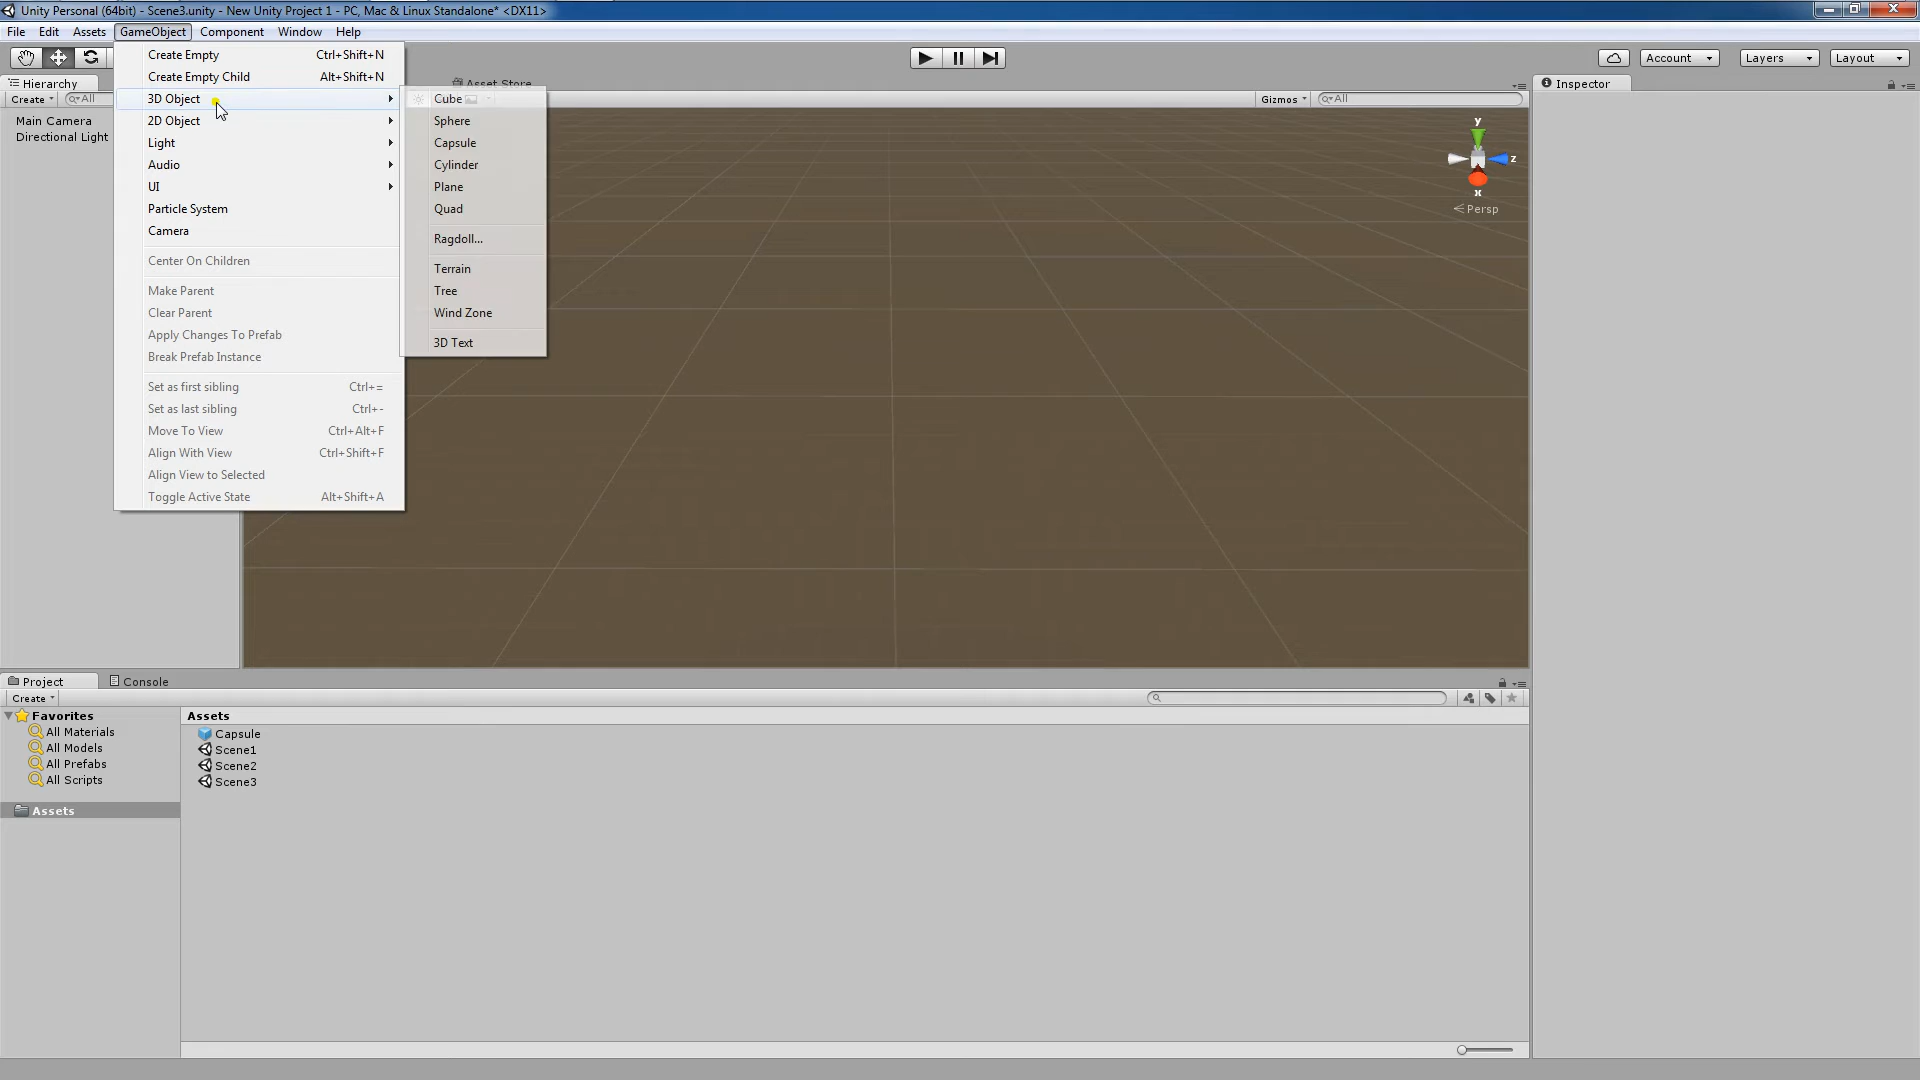 Unity Personal (64bit) - Scene3.unity - New Unity Project 1 - PC, Mac & Linux Standalone* <DX11>
File Edit Assets GameObject Component Window Help
Account Layers Layout
Hierarchy
Create All
Main Camera
Directional Light
Create Empty Ctrl+Shift+N
Create Empty Child Alt+Shift+N
3D Object
2D Object
Light
Audio
UI
Particle System
Camera
Center On Children
Make Parent
Clear Parent
Apply Changes To Prefab
Break Prefab Instance
Set as first sibling Ctrl+=
Set as last sibling Ctrl+-
Move To View Ctrl+Alt+F
Align With View Ctrl+Shift+F
Align View to Selected
Toggle Active State Alt+Shift+A
Asset Store
Cube
Sphere
Capsule
Cylinder
Plane
Quad
Ragdoll...
Terrain
Tree
Wind Zone
3D Text
Gizmos All
y
z
x
Persp
Inspector
Project Console
Create
Favorites
All Materials
All Models
All Prefabs
All Scripts
Assets
Assets
Capsule
Scene1
Scene2
Scene3